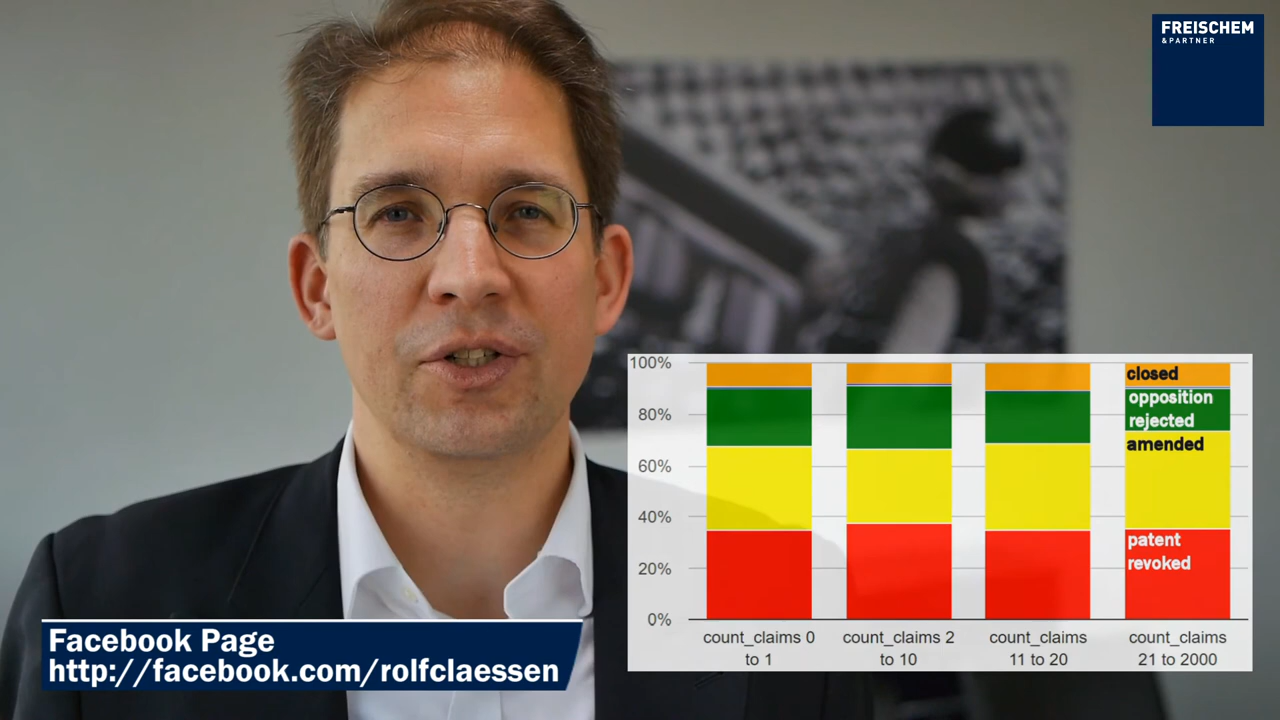 FREISCHEM
& PARTNER
100%
80%
60%
40%
20%
0%
closed
opposition
rejected
amended
patent
revoked
count_claims 0
to 1
count_claims 2
to 10
count_claims
11 to 20
count_claims
21 to 2000
Facebook Page
http://facebook.com/rolfclaessen